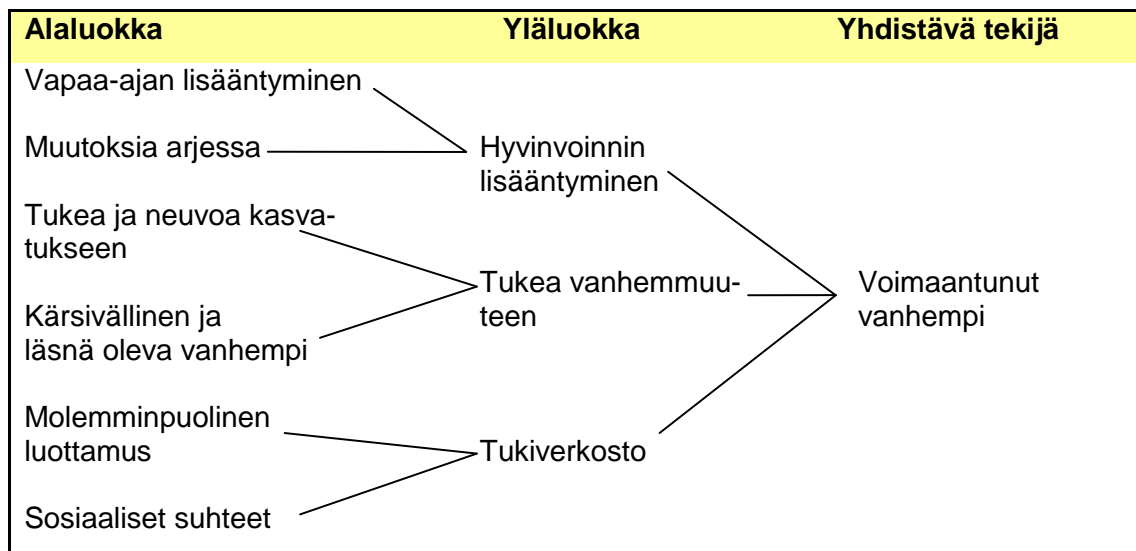 Alaluokka Yläluokka Yhdistävä tekijä
Vapaa-ajan lisääntyminen
Muutoksia arjessa Hyvinvoinnin
lisääntyminen
Tukea ja neuvoa kasva-
tukseen
Tukea vanhemmuu- Voimaantunut
teen vanhempi
Kärsivällinen ja
läsnä oleva vanhempi
Molemminpuolinen
luottamus Tukiverkosto
Sosiaaliset suhteet